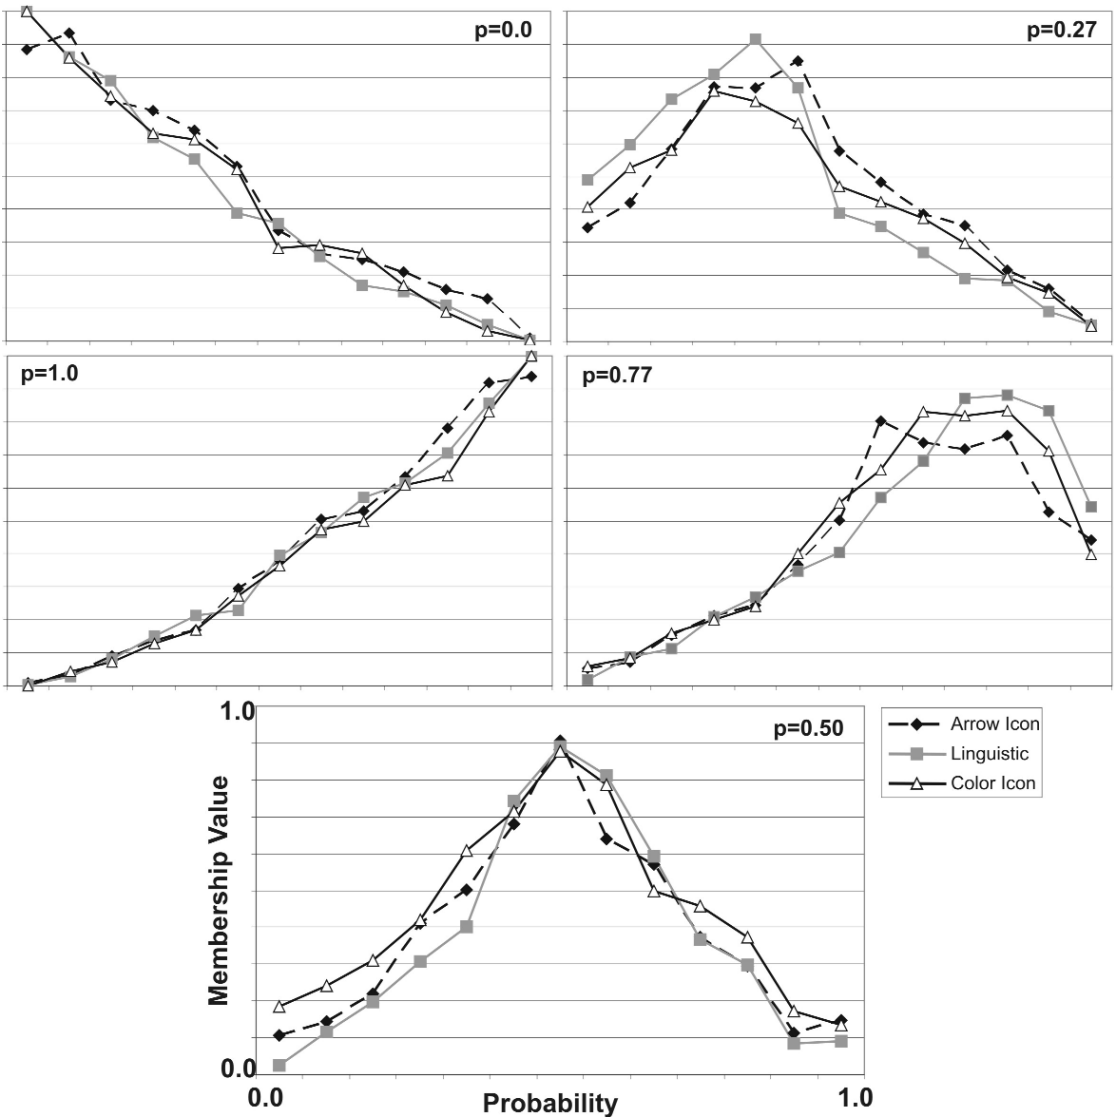 p=0.0
p=0.27
p=1.0
p=0.77
1.0
p=0.50
Arrow Icon
Linguistic
Color Icon
Membership Value
0.0
0.0
1.0
Probability